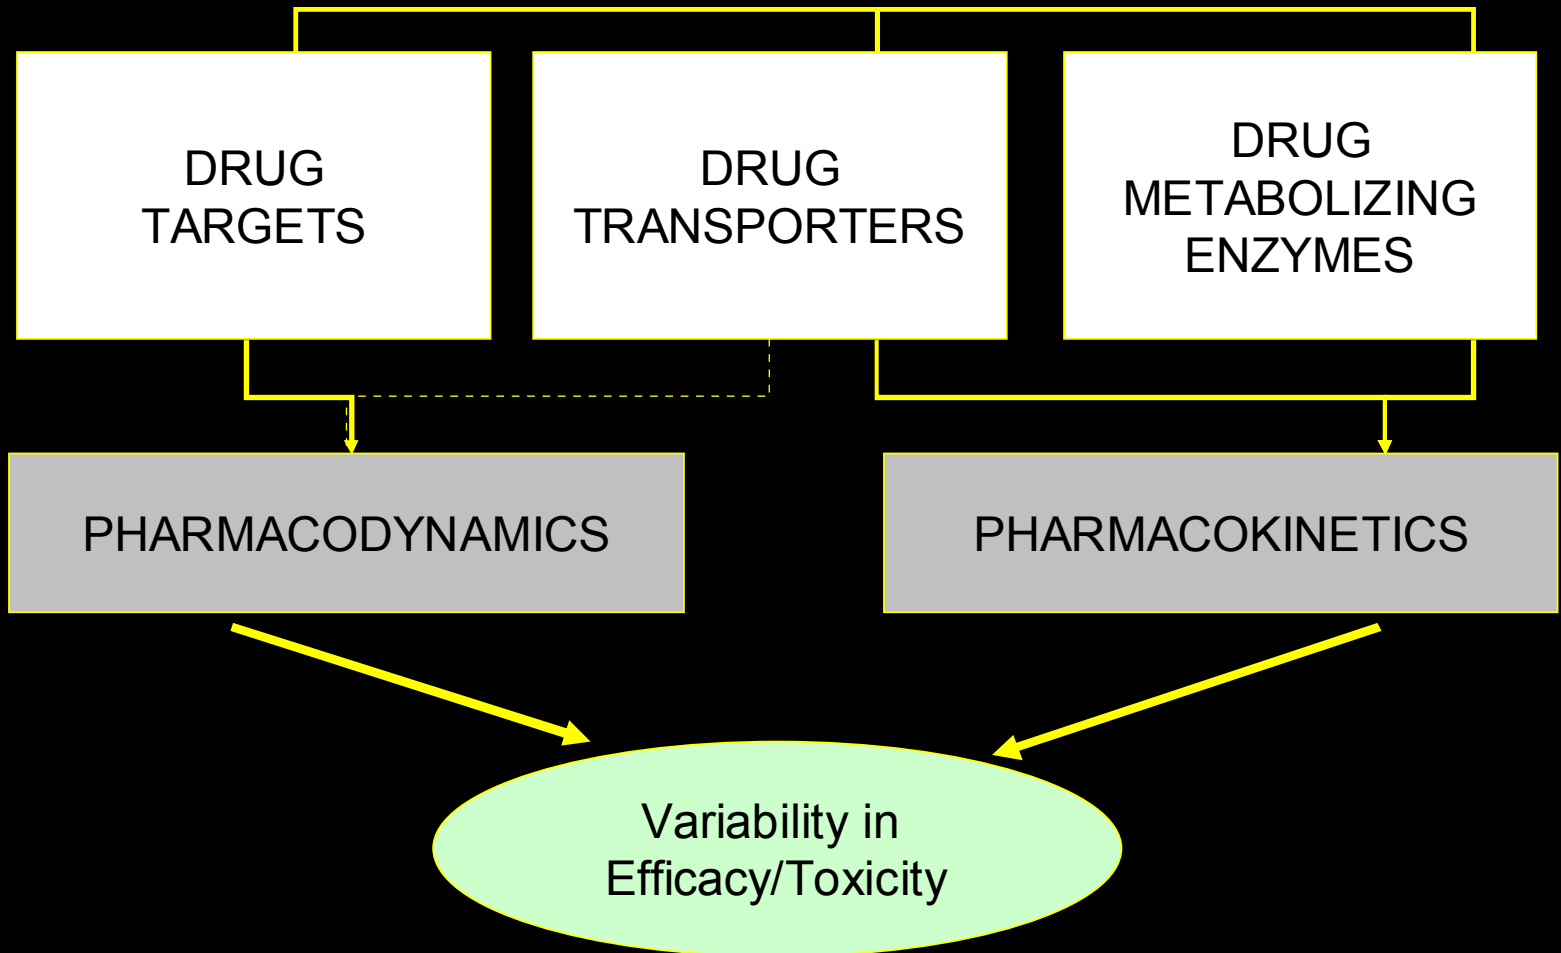 DRUG
TARGETS
DRUG
TRANSPORTERS
DRUG
METABOLIZING
ENZYMES
PHARMACODYNAMICS
PHARMACOKINETICS
Variability in
Efficacy/Toxicity